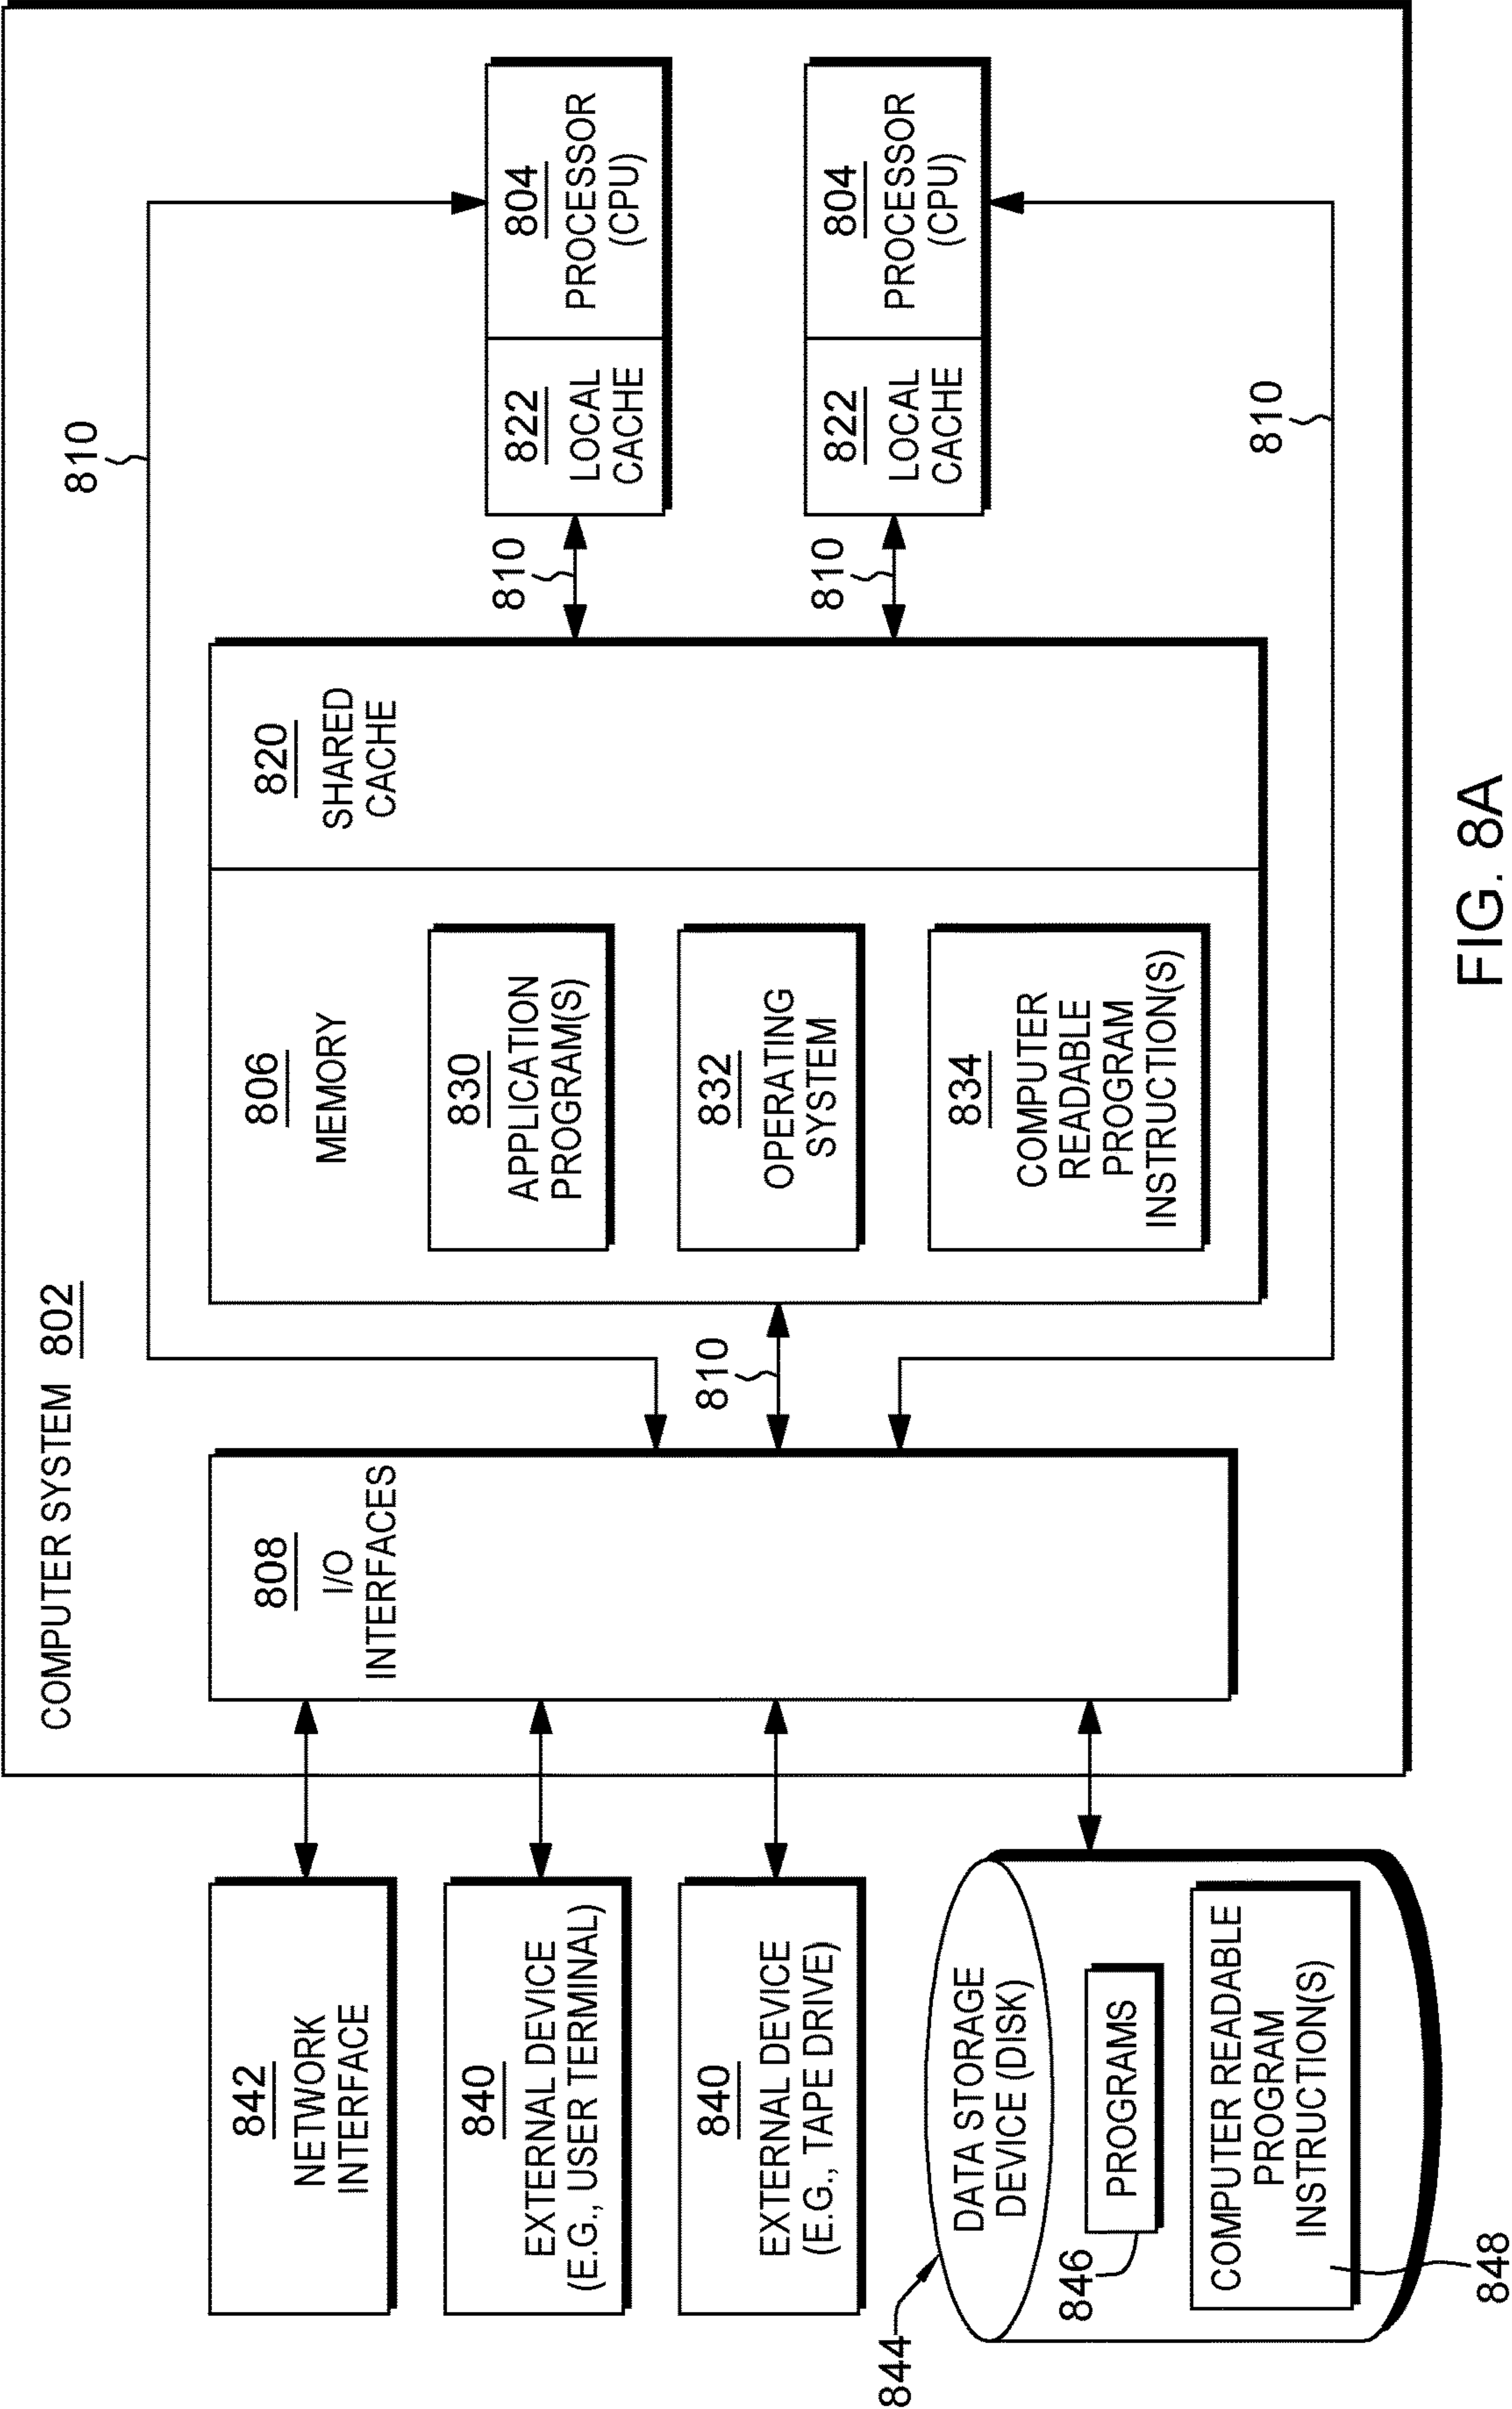 COMPUTER SYSTEM 802
810
842
NETWORK
INTERFACE
840
EXTERNAL DEVICE
(E.G., USER TERMINAL)
840
EXTERNAL DEVICE
(E.G., TAPE DRIVE)
844
DATA STORAGE
DEVICE (DISK)
846
PROGRAMS
COMPUTER READABLE
PROGRAM
INSTRUCTION(S)
848
808
I/O
INTERFACES
810
806
MEMORY
830
APPLICATION
PROGRAM(S)
832
OPERATING
SYSTEM
834
COMPUTER
READABLE
PROGRAM
INSTRUCTION(S)
820
SHARED
CACHE
810
810
822
LOCAL
CACHE
804
PROCESSOR
(CPU)
822
LOCAL
CACHE
804
PROCESSOR
(CPU)
810
FIG. 8A